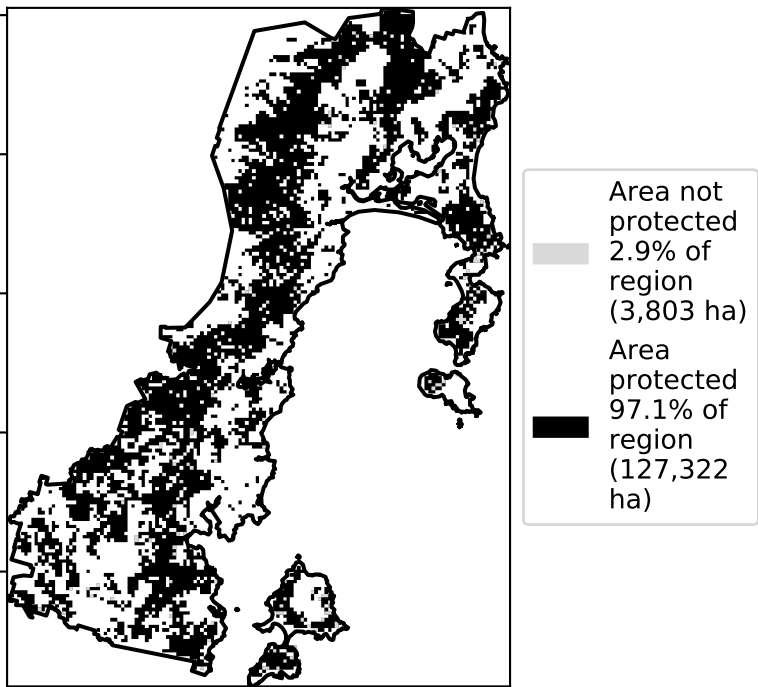 Area not
protected
2.9% of
region
(3,803 ha)
Area
protected
97.1% of
region
(127,322
ha)